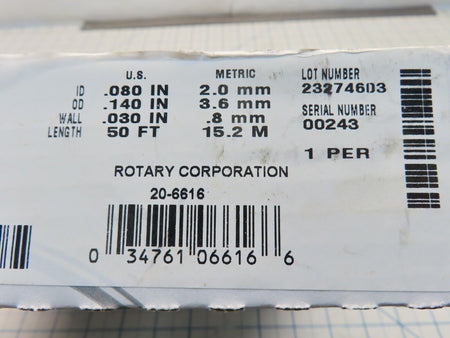 U.S. METRIC LOT NUMBER
ID .080 IN 2.0 mm 23274603
OD .140 IN 3.6 mm SERIAL NUMBER
WALL .030 IN .8 mm 00243
LENGTH 50 FT 15.2 M 1 PER
ROTARY CORPORATION
20-6616
0 34761 06616 6